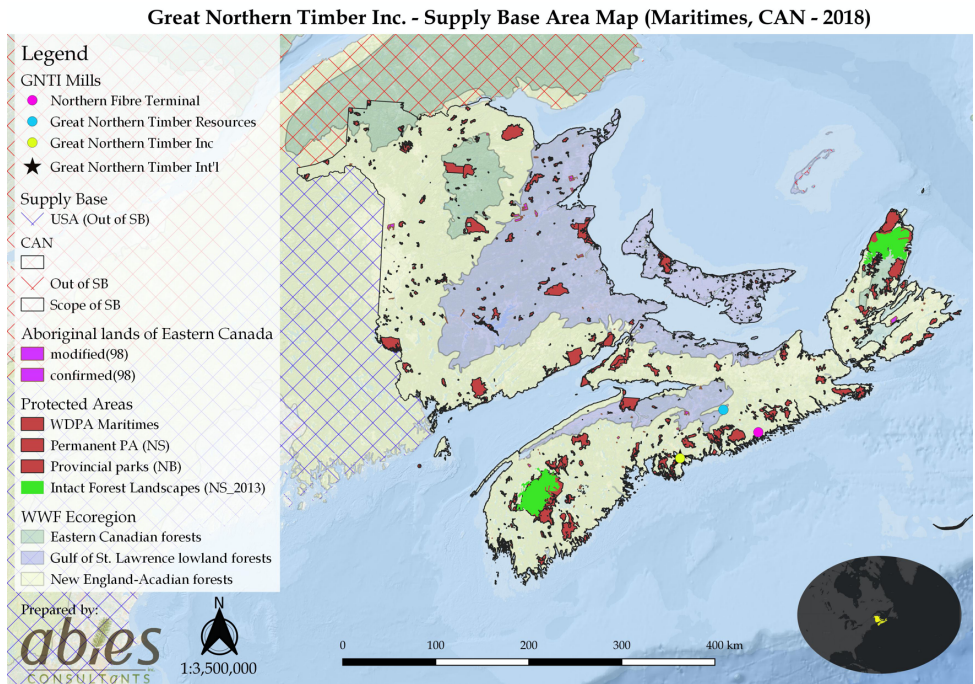 Great Northern Timber Inc. - Supply Base Area Map (Maritimes, CAN - 2018)
Legend
GNTI Mills
Northern Fibre Terminal
Great Northern Timber Resources
Great Northern Timber Inc
Great Northern Timber Int'l
Supply Base
USA (Out of SB)
CAN
Out of SB)
Scope of SB)
Aboriginal lands of Eastern Canada
modified(98)
confirmed(98)
Protected Areas
WDPA Maritimes
Permanent PA (NS)
Provincial parks (NB)
Intact Forest Landscapes (NS_2013)
WWF Ecoregion
Eastern Canadian forests
Gulf of St. Lawrence lowland forests
New England-Acadian forests
Prepared by:
abies
CONSULTANTS
N
1:3,500,000
0 100 200 300 400 km